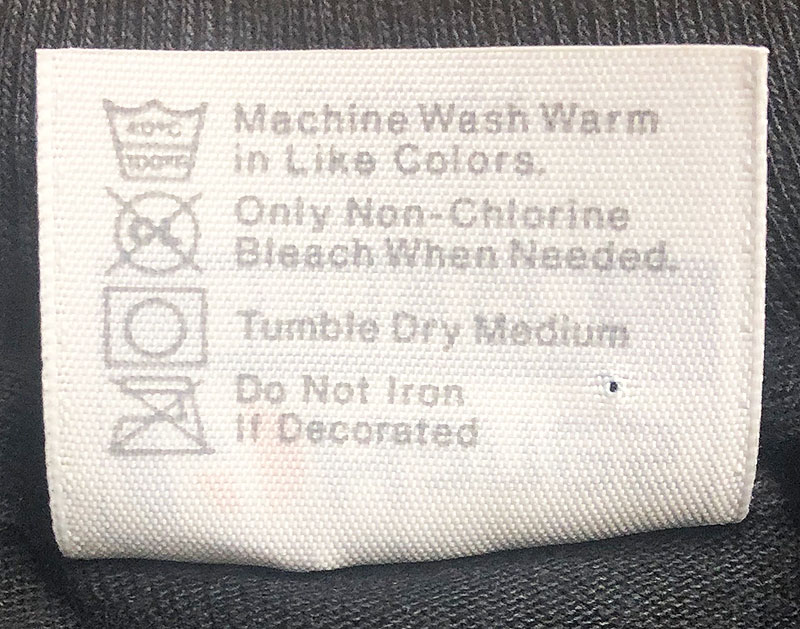 Machine Wash Warm
in Like Colors.
Only Non-Chlorine
Bleach When Needed.
Tumble Dry Medium
Do Not Iron
If Decorated